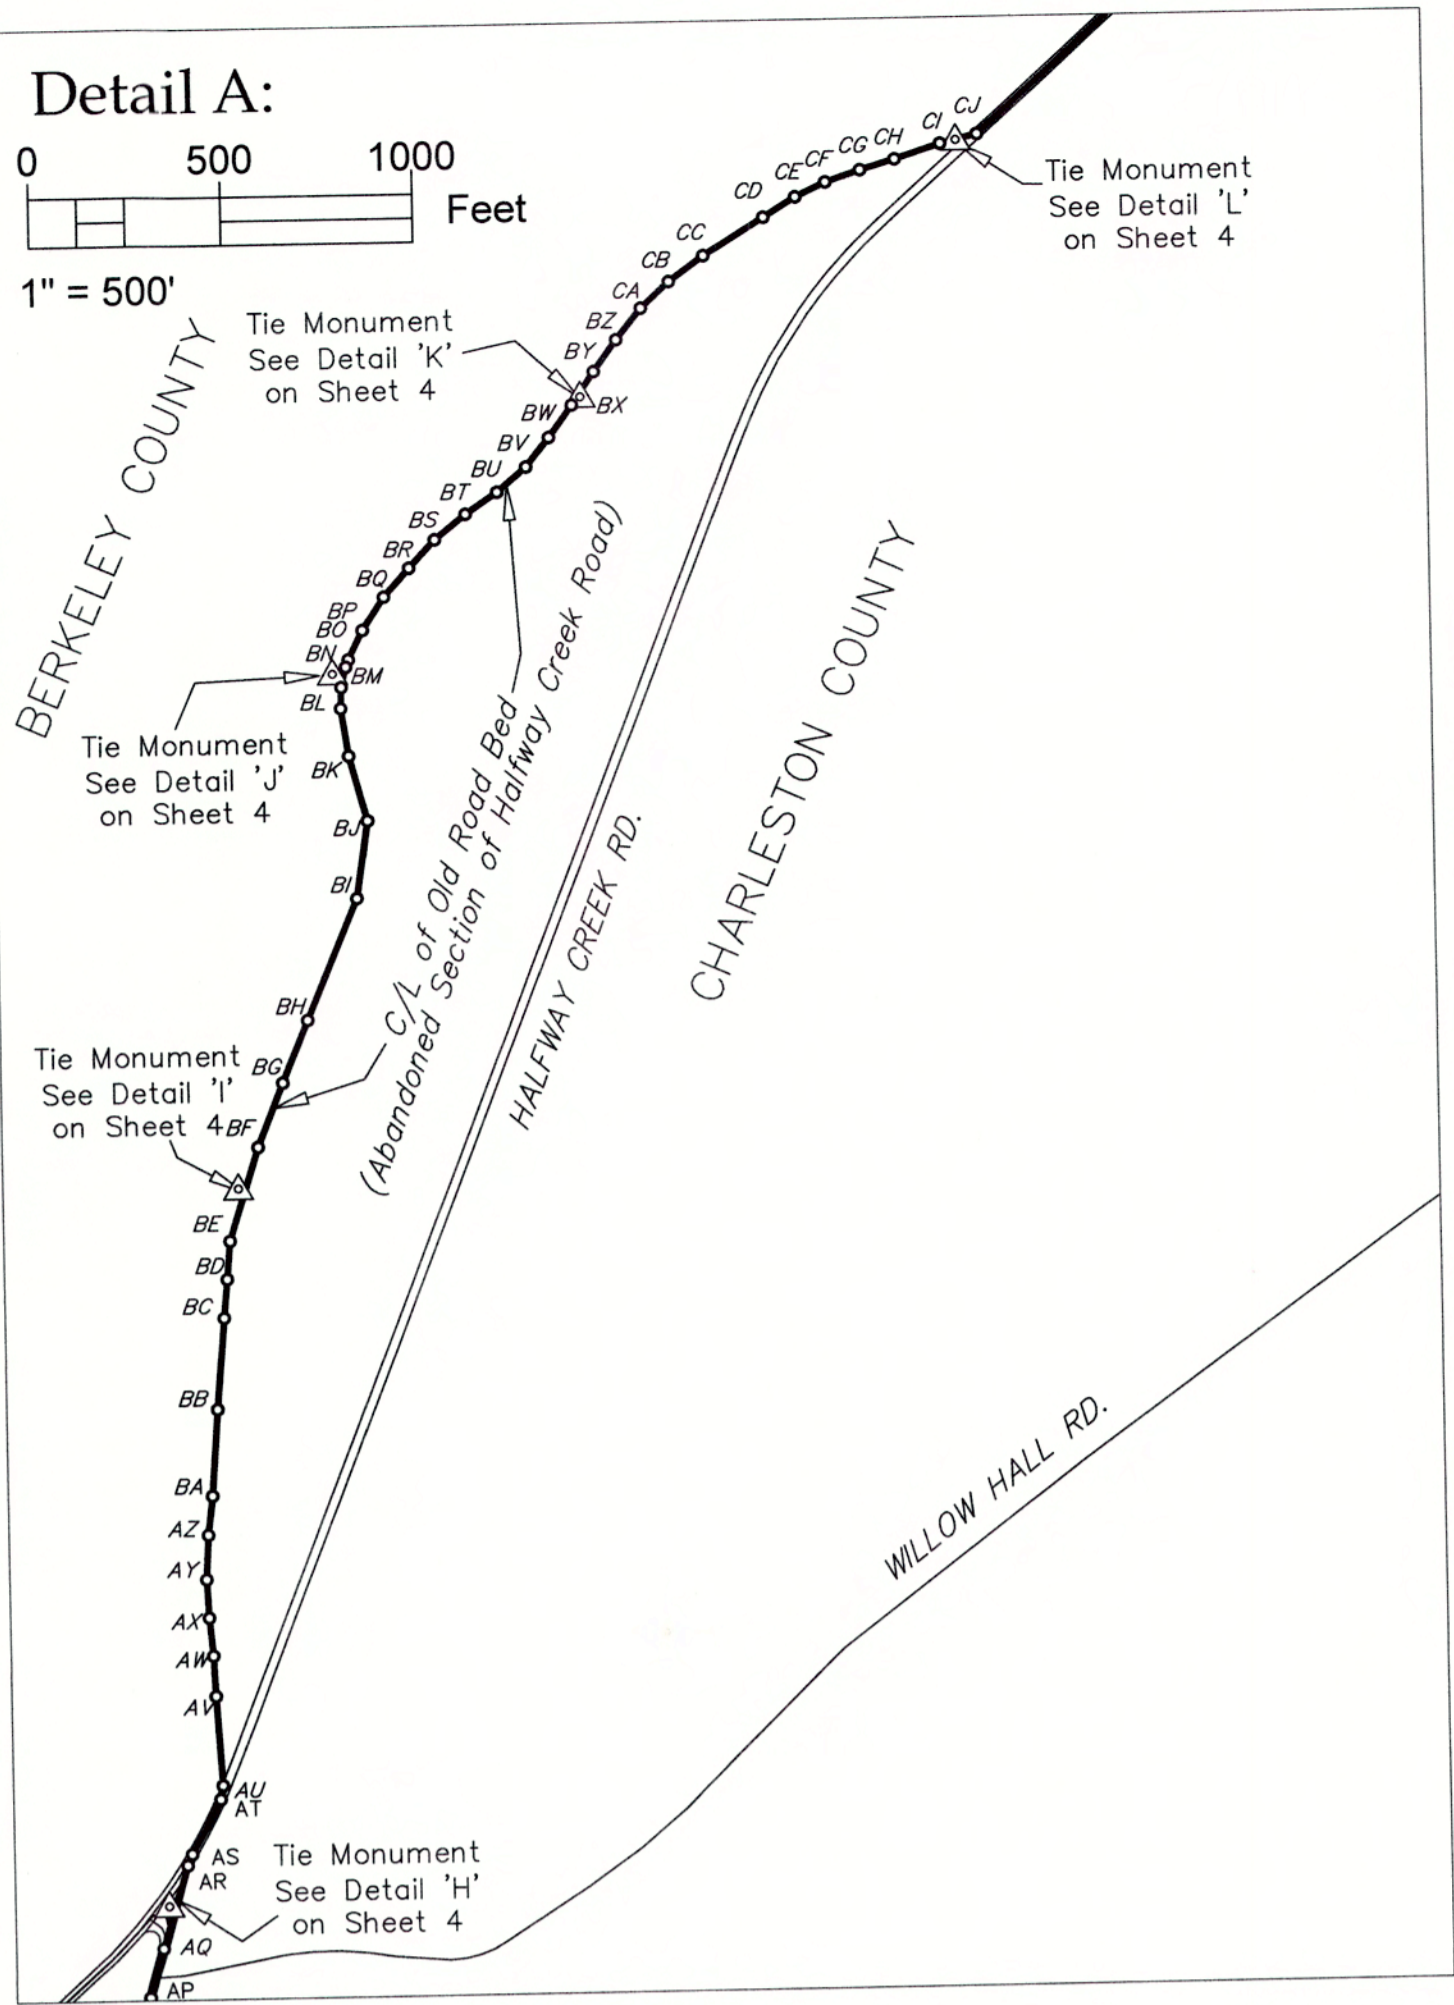 Detail A:
0 500 1000
Feet
1" = 500'
CJ
CI
CH
CG
CF
CE
CD
CC
CB
CA
BZ
BY
BX
BW
BV
BU
BT
BS
BR
BQ
BP
BO
BN
BM
BL
BK
BJ
BI
BH
BG
BF
BE
BD
BC
BB
BA
AZ
AY
AX
AW
AV
AU
AT
AS
AR
AQ
AP
Tie Monument
See Detail 'L'
on Sheet 4
Tie Monument
See Detail 'K'
on Sheet 4
BERKELEY COUNTY
Tie Monument
See Detail 'J'
on Sheet 4
C/L of Old Road Bed
(Abandoned Section of Halfway Creek Road)
HALFWAY CREEK RD.
CHARLESTON COUNTY
Tie Monument
See Detail 'I'
on Sheet 4
WILLOW HALL RD.
Tie Monument
See Detail 'H'
on Sheet 4